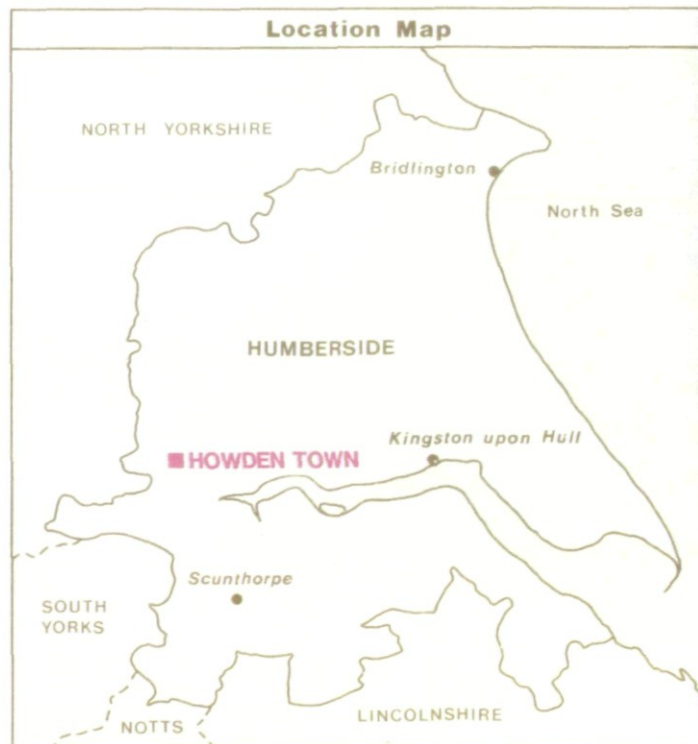 Location Map
NORTH YORKSHIRE
Bridlington
North Sea
HUMBERSIDE
Kingston upon Hull
HOWDEN TOWN
Scunthorpe
SOUTH
YORKS
LINCOLNSHIRE
NOTTS